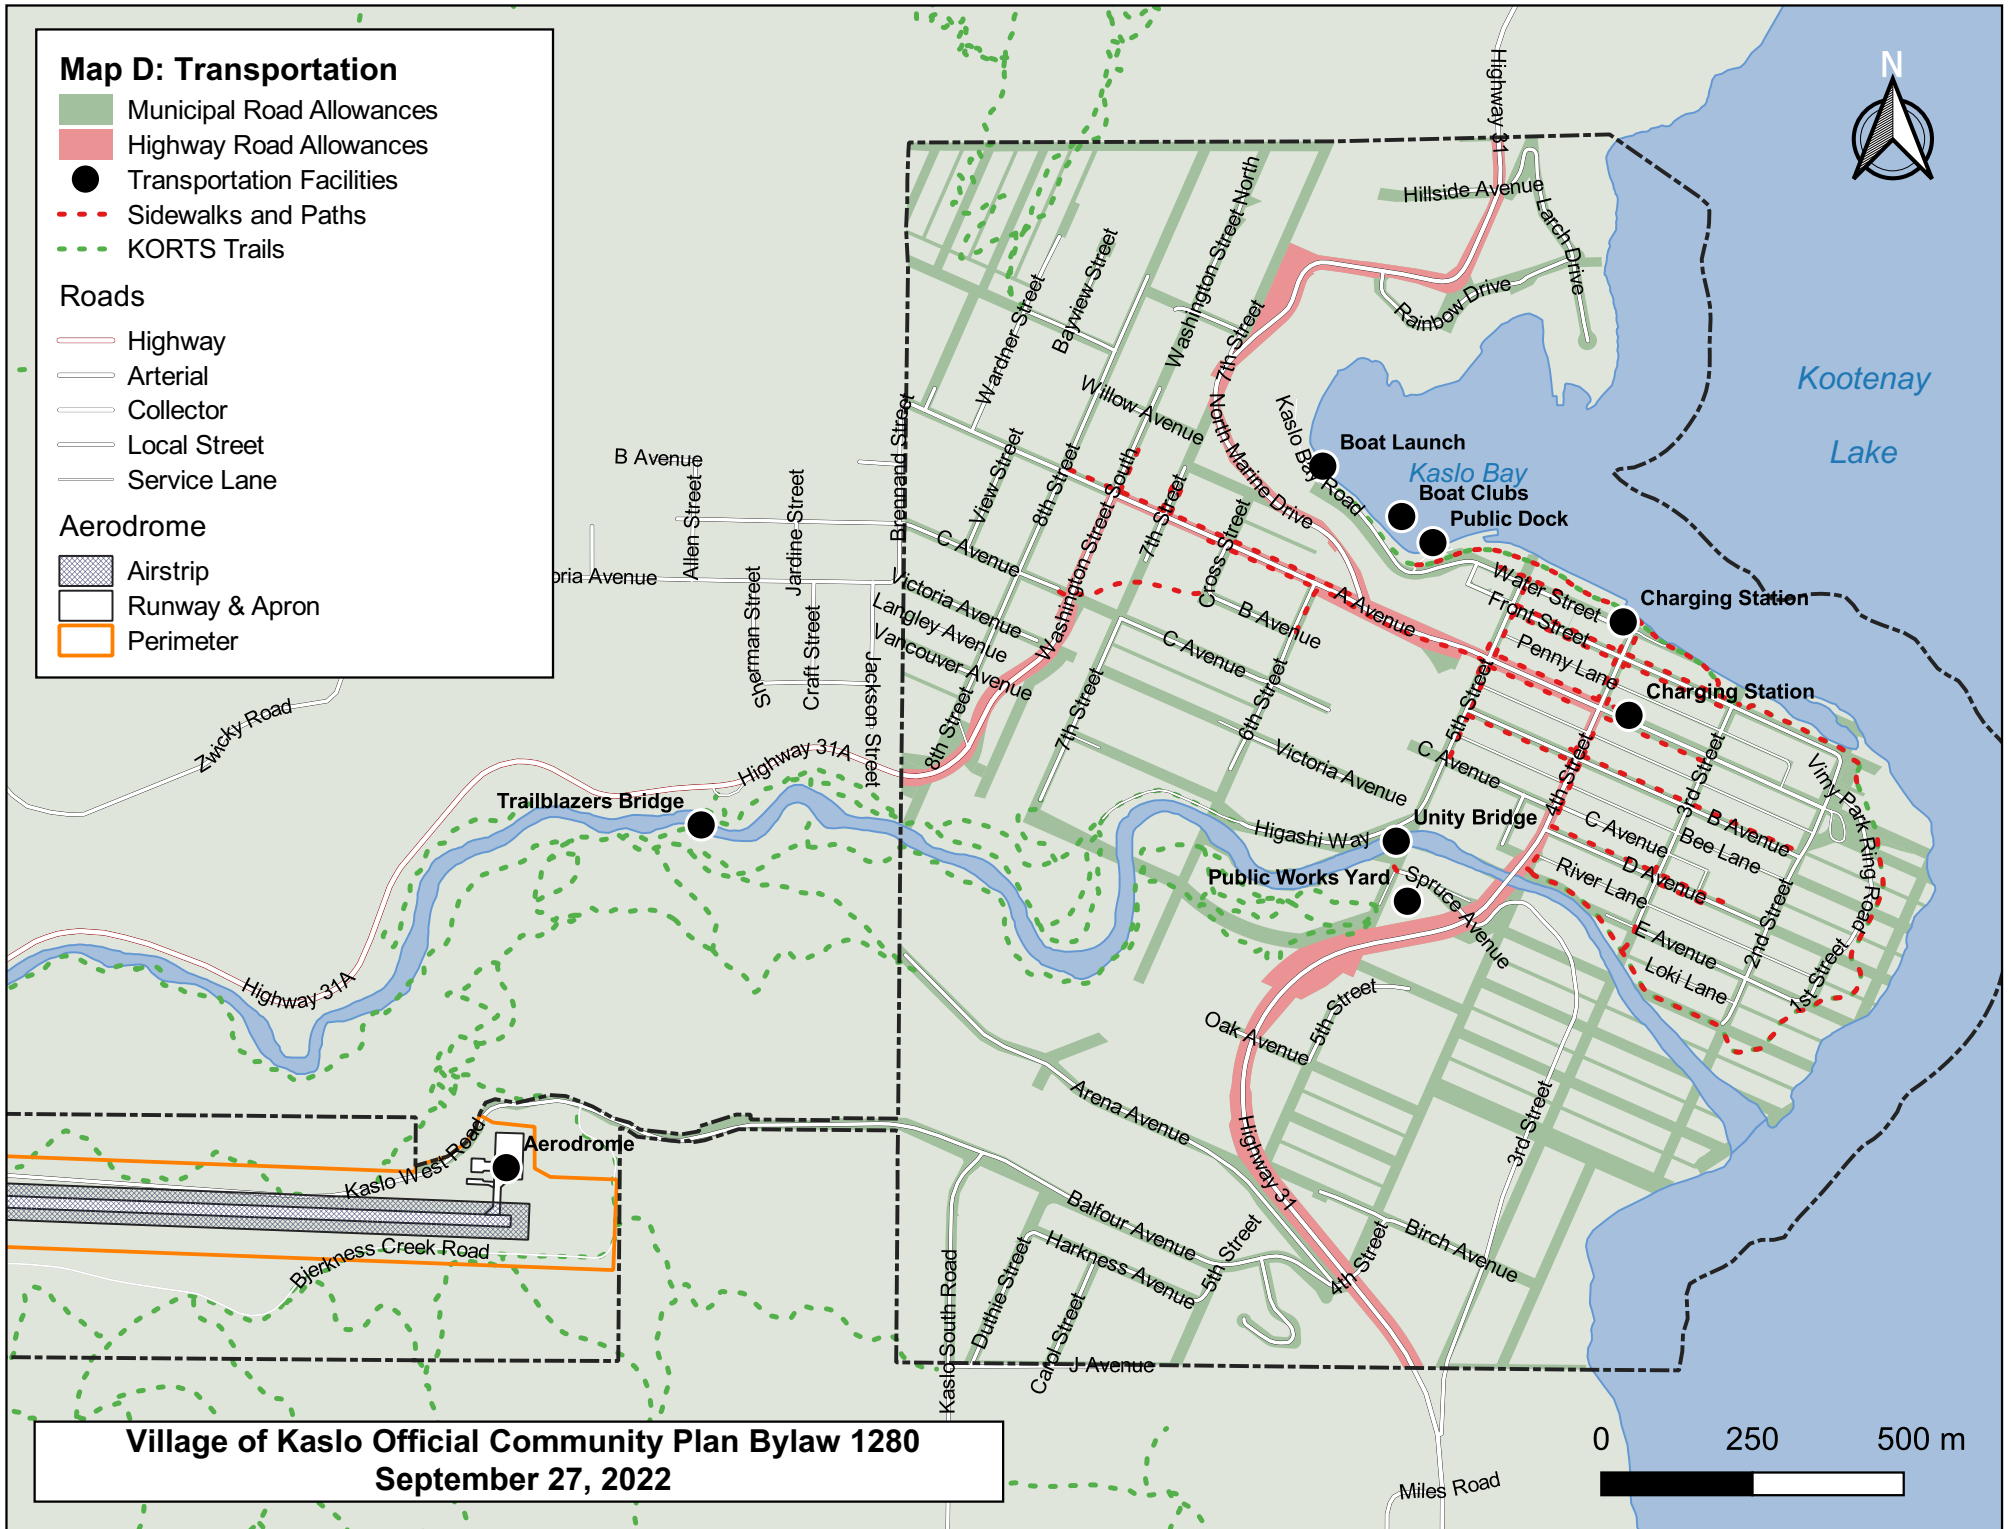 Map D: Transportation
Municipal Road Allowances
Highway Road Allowances
Transportation Facilities
Sidewalks and Paths
KORTS Trails
Roads
Highway
Arterial
Collector
Local Street
Service Lane
Aerodrome
Airstrip
Runway & Apron
Perimeter
N
Highway 31
Hillside Avenue
Larch Drive
Rainbow Drive
Washington Street North
Bayview Street
Wardner Street
7th Street
Willow Avenue
North Marine Drive
Kaslo Bay Road
Boat Launch
Kaslo Bay
Boat Clubs
Public Dock
Kootenay
Lake
Brennand Street
View Street
8th Street
Washington Street South
7th Street
Cross Street
B Avenue
Allen Street
Jardine Street
oria Avenue
Sherman Street
Craft Street
Jackson Street
C Avenue
Victoria Avenue
Langley Avenue
Vancouver Avenue
8th Street
7th Street
B Avenue
C Avenue
6th Street
Victoria Avenue
A Avenue
Water Street
Front Street
Penny Lane
Charging Station
Charging Station
5th Street
C Avenue
4th Street
3rd Street
B Avenue
Bee Lane
C Avenue
D Avenue
River Lane
E Avenue
Loki Lane
2nd Street
1st Street
Vimy Park Ring Road
Zwicky Road
Highway 31A
Trailblazers Bridge
Highway 31A
Higashi Way
Unity Bridge
Public Works Yard
Spruce Avenue
5th Street
Oak Avenue
Arena Avenue
Highway 31
3rd Street
Birch Avenue
4th Street
Balfour Avenue
Harkness Avenue
5th Street
Duthie Street
Carol Street
J Avenue
Kaslo South Road
Aerodrome
Kaslo West Road
Bjerkness Creek Road
Miles Road
Village of Kaslo Official Community Plan Bylaw 1280
September 27, 2022
0 250 500 m